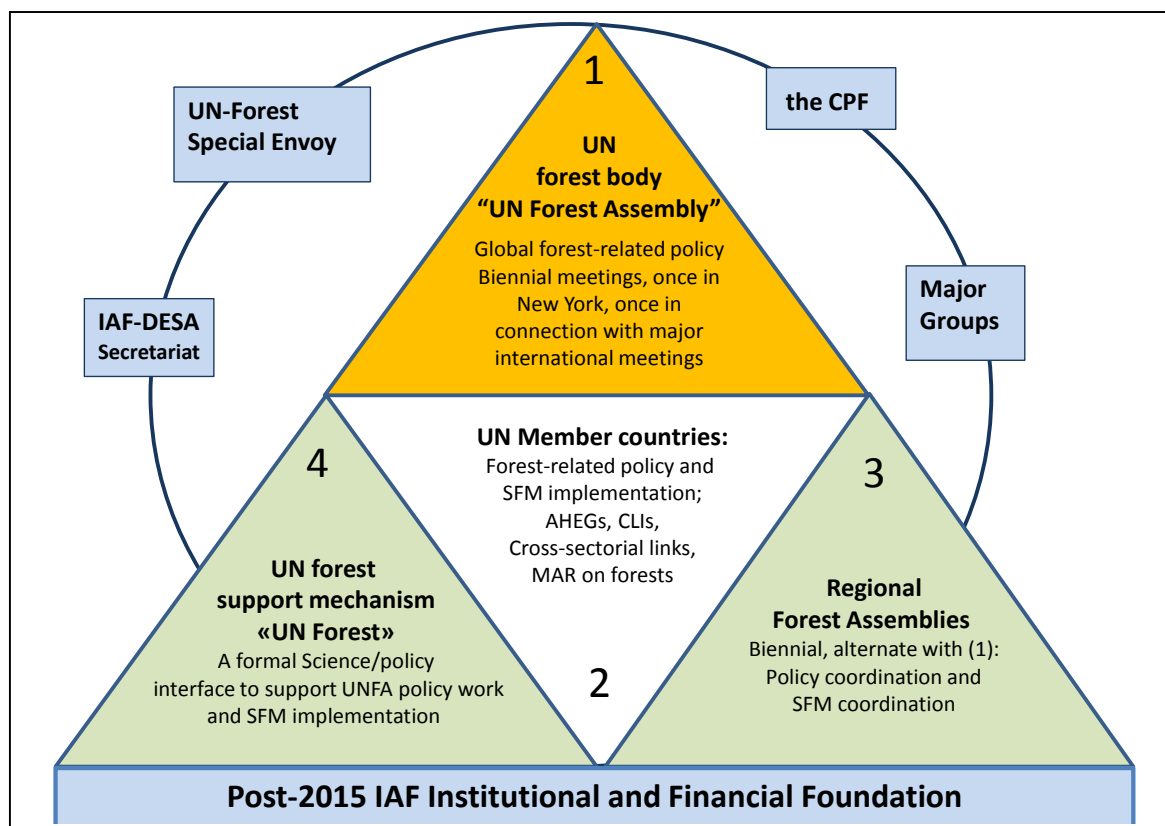 1
UN
forest body
“UN Forest Assembly”
Global forest-related policy
Biennial meetings, once in
New York, once in
connection with major
international meetings
UN-Forest
Special Envoy
the CPF
IAF-DESA
Secretariat
Major
Groups
UN Member countries:
Forest-related policy and
SFM implementation;
AHEGs, CLIs,
Cross-sectorial links,
MAR on forests
2
4
UN forest
support mechanism
«UN Forest»
A formal Science/policy
interface to support UNFA policy work
and SFM implementation
3
Regional
Forest Assemblies
Biennial, alternate with (1):
Policy coordination and
SFM coordination
Post-2015 IAF Institutional and Financial Foundation